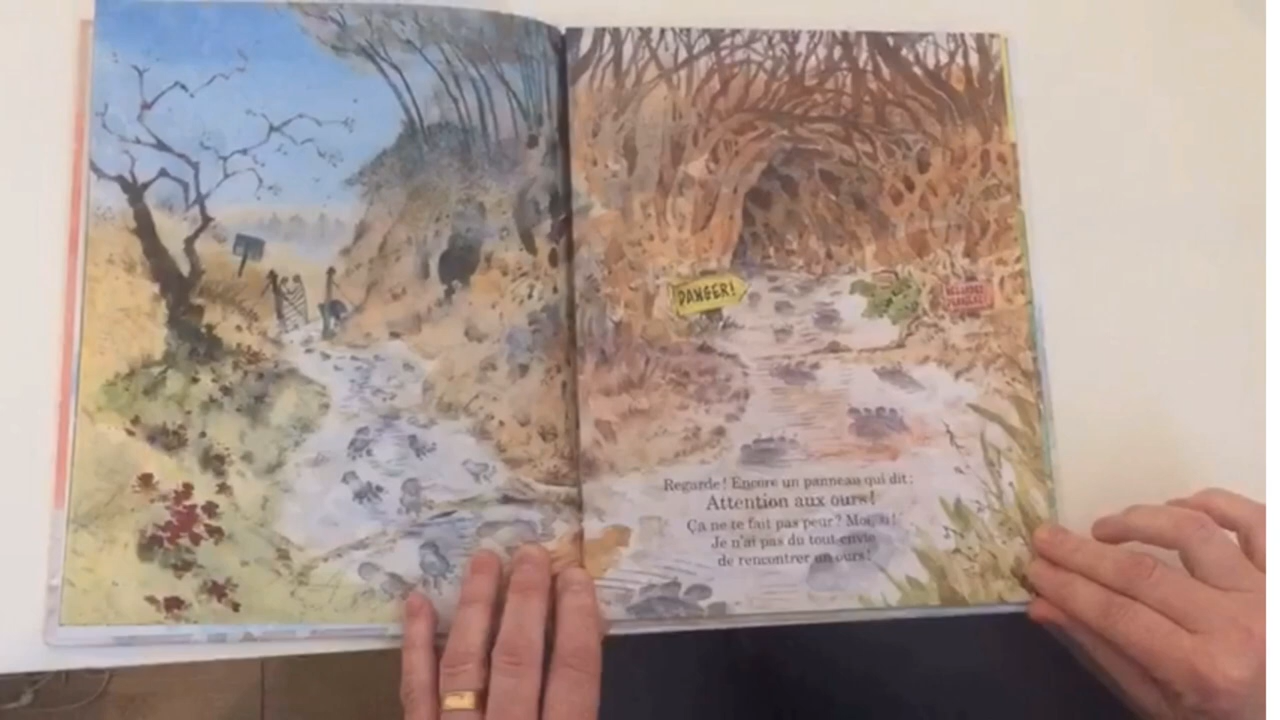 DANGER!
Regarde! Encore un panneau qui dit:
Attention aux ours!
Ça ne te fait pas peur? Moi, si!
Je n'ai pas du tout envie
de rencontrer un ours!